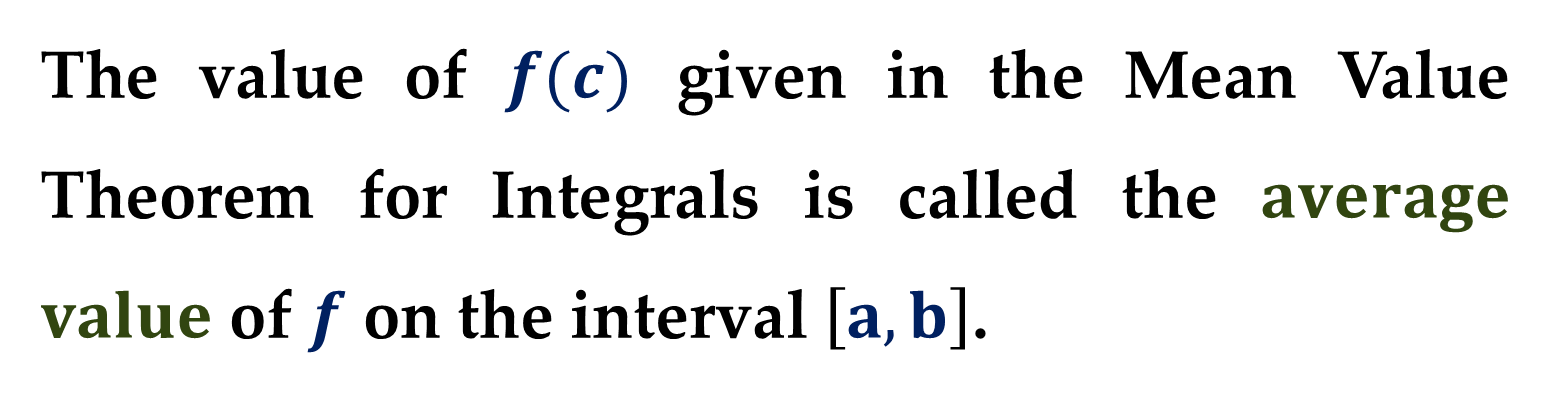 The value of f(c) given in the Mean Value
Theorem for Integrals is called the average
value of f on the interval [a, b].